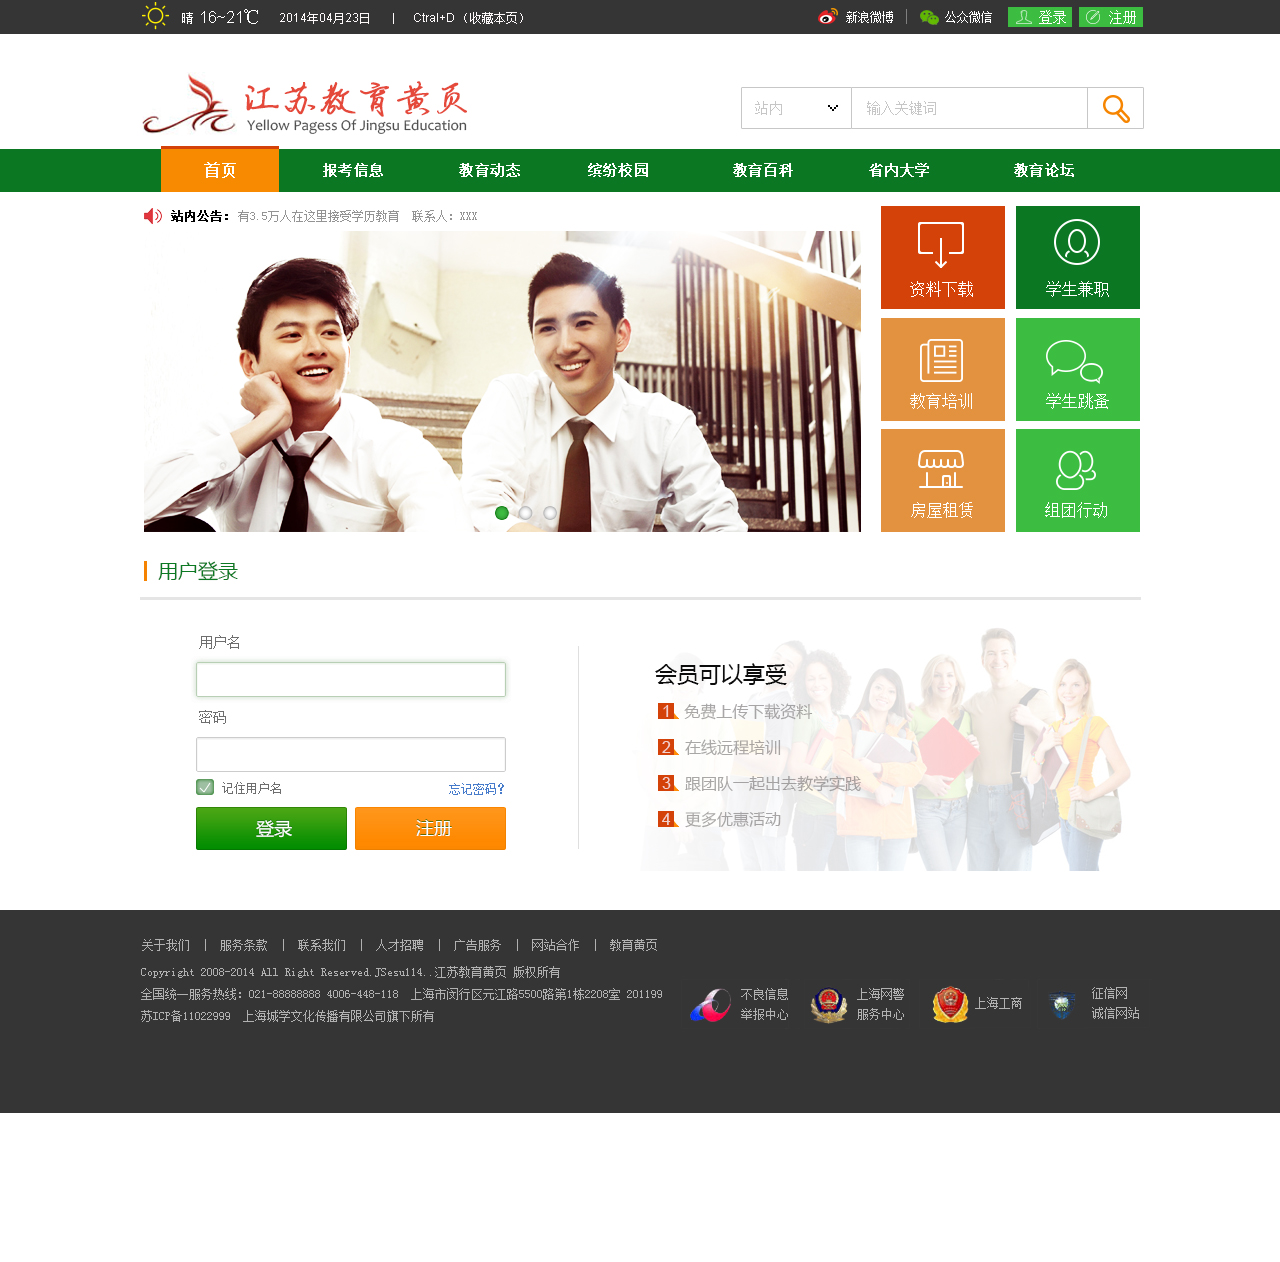 晴 16~21℃ 2014年04月23日 | Ctral+D（收藏本页） 新浪微博 | 公众微信 登录 注册
江苏教育黄页
Yellow Pagess Of Jingsu Education
站内 输入关键词
首页 报考信息 教育动态 缤纷校园 教育百科 省内大学 教育论坛
站内公告：有3.5万人在这里接受学历教育 联系人：XXX
资料下载 学生兼职
教育培训 学生跳蚤
房屋租赁 组团行动
用户登录
用户名
密码
记住用户名 忘记密码?
登录 注册
会员可以享受
1 免费上传下载资料
2 在线远程培训
3 跟团队一起出去教学实践
4 更多优惠活动
关于我们 | 服务条款 | 联系我们 | 人才招聘 | 广告服务 | 网站合作 | 教育黄页
Copyright 2008-2014 All Right Reserved.JSesu114..江苏教育黄页 版权所有
全国统一服务热线：021-88888888 4006-448-118 上海市闵行区元江路5500路第1栋2208室 201199
苏ICP备11022999 上海城学文化传播有限公司旗下所有
不良信息
举报中心
上海网警
服务中心
上海工商
征信网
诚信网站